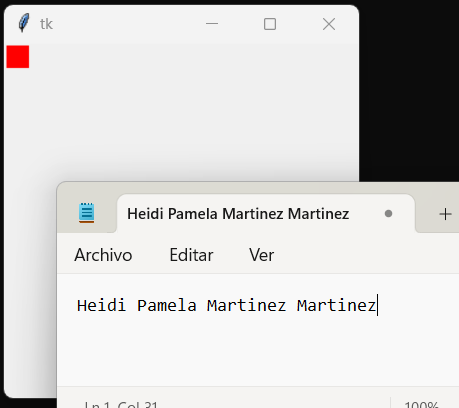 tk
Heidi Pamela Martinez Martinez
Archivo Editar Ver
Heidi Pamela Martinez Martinez
Ln 1, Col 31 100%